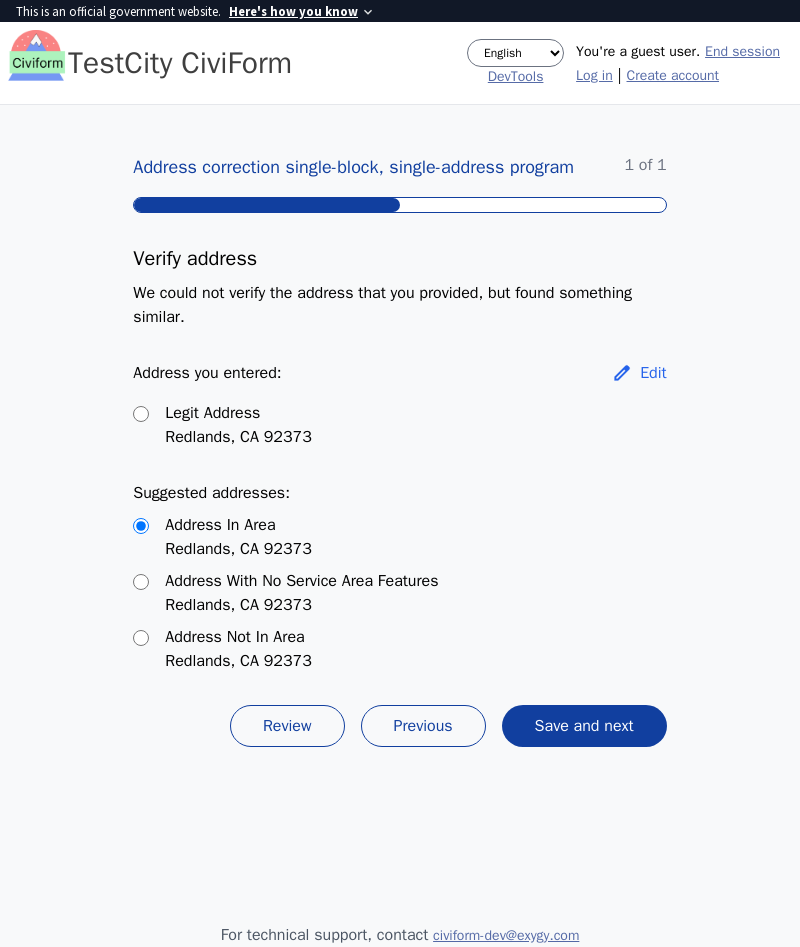 This is an official government website. Here's how you know
Civiform
TestCity CiviForm
English
DevTools
You're a guest user. End session
Log in | Create account
Address correction single-block, single-address program
1 of 1
Verify address
We could not verify the address that you provided, but found something
similar.
Address you entered:
Edit
Legit Address
Redlands, CA 92373
Suggested addresses:
Address In Area
Redlands, CA 92373
Address With No Service Area Features
Redlands, CA 92373
Address Not In Area
Redlands, CA 92373
Review
Previous
Save and next
For technical support, contact civiform-dev@exygy.com